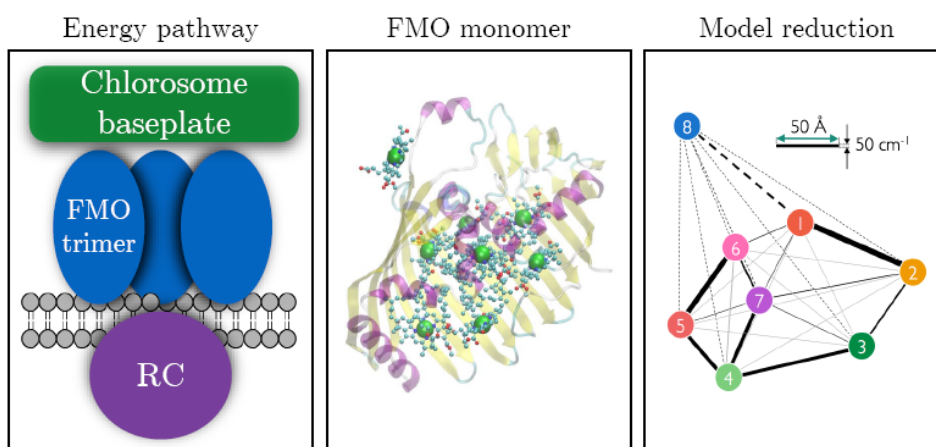 Energy pathway
FMO monomer
Model reduction
Chlorosome
baseplate
FMO
trimer
RC
50 Å
50 cm⁻¹
8
1
6
2
7
5
3
4